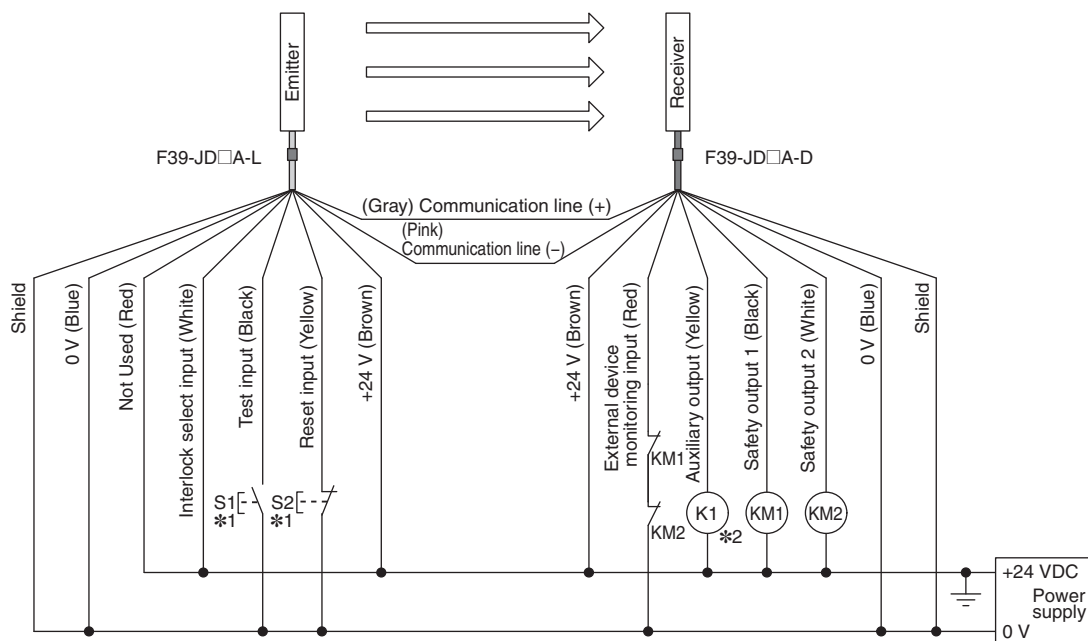 Emitter
Receiver
F39-JD□A-L
F39-JD□A-D
(Gray) Communication line (+)
(Pink)
Communication line (–)
Shield
0 V (Blue)
Not Used (Red)
Interlock select input (White)
Test input (Black)
Reset input (Yellow)
+24 V (Brown)
+24 V (Brown)
External device
monitoring input (Red)
Auxiliary output (Yellow)
Safety output 1 (Black)
Safety output 2 (White)
0 V (Blue)
Shield
S1
*1
S2
*1
KM1
KM2
K1
*2
KM1
KM2
+24 VDC
Power
supply
0 V